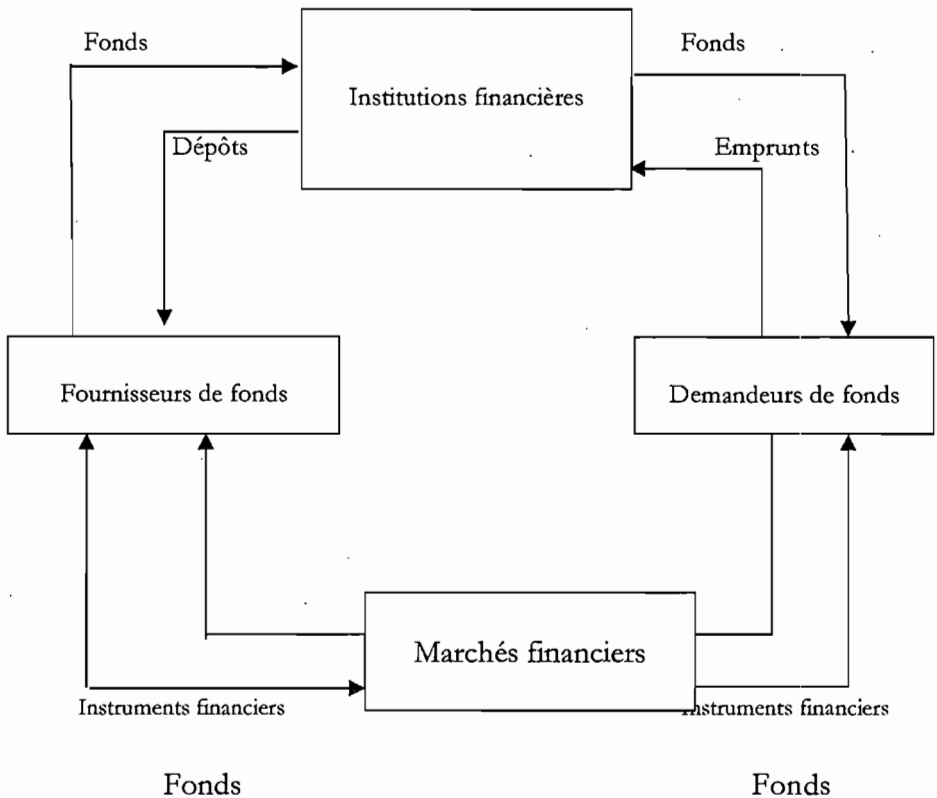 Fonds
Fonds
Institutions financières
Dépôts
Emprunts
Fournisseurs de fonds
Demandeurs de fonds
Marchés financiers
Instruments financiers
nstruments financiers
Fonds
Fonds